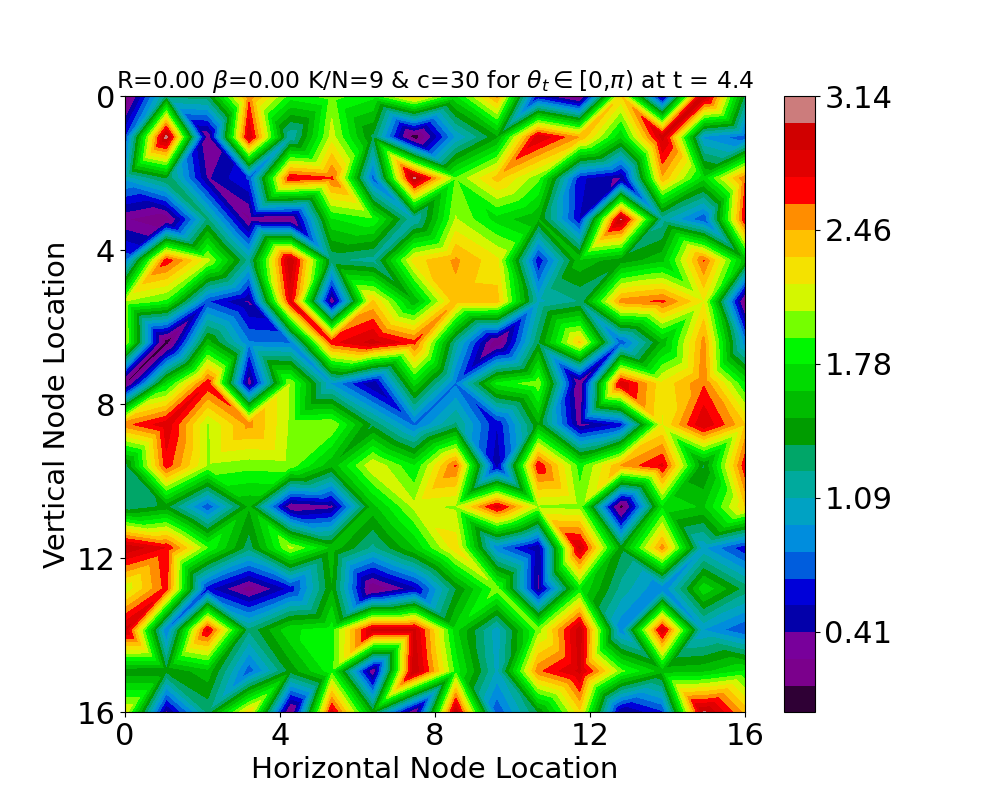 R=0.00 β=0.00 K/N=9 & c=30 for θt ∈ [0,π) at t = 4.4
0
4
8
12
16
Vertical Node Location
0 4 8 12 16
Horizontal Node Location
3.14
2.46
1.78
1.09
0.41